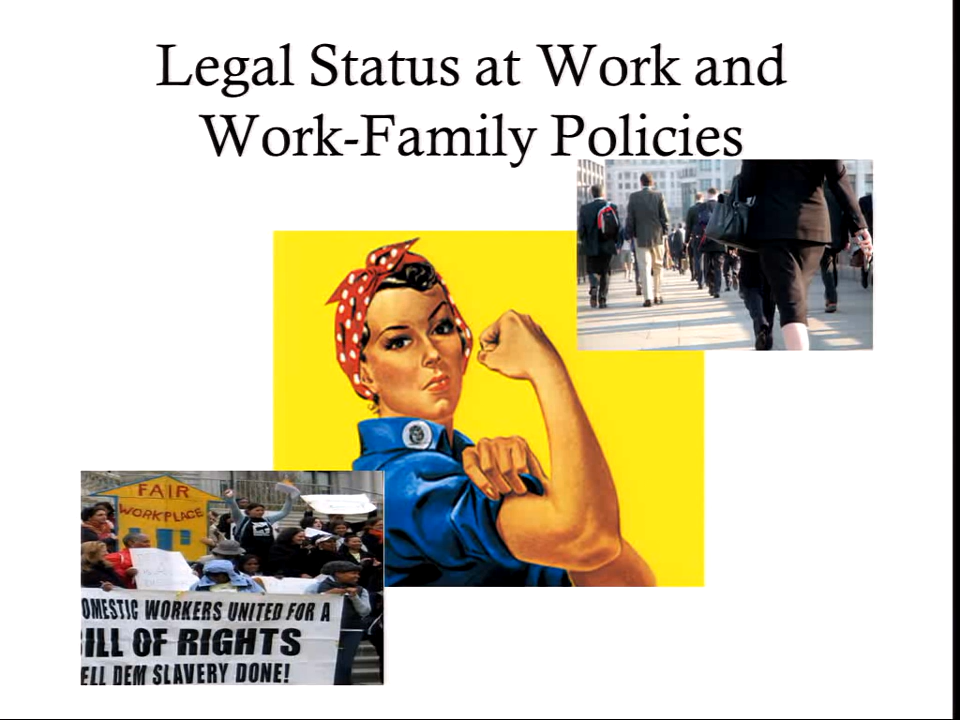 Legal Status at Work and
Work-Family Policies
FAIR
WORKPLACE
OMESTIC WORKERS UNITED FOR A
ILL OF RIGHTS
ELL DEM SLAVERY DONE!